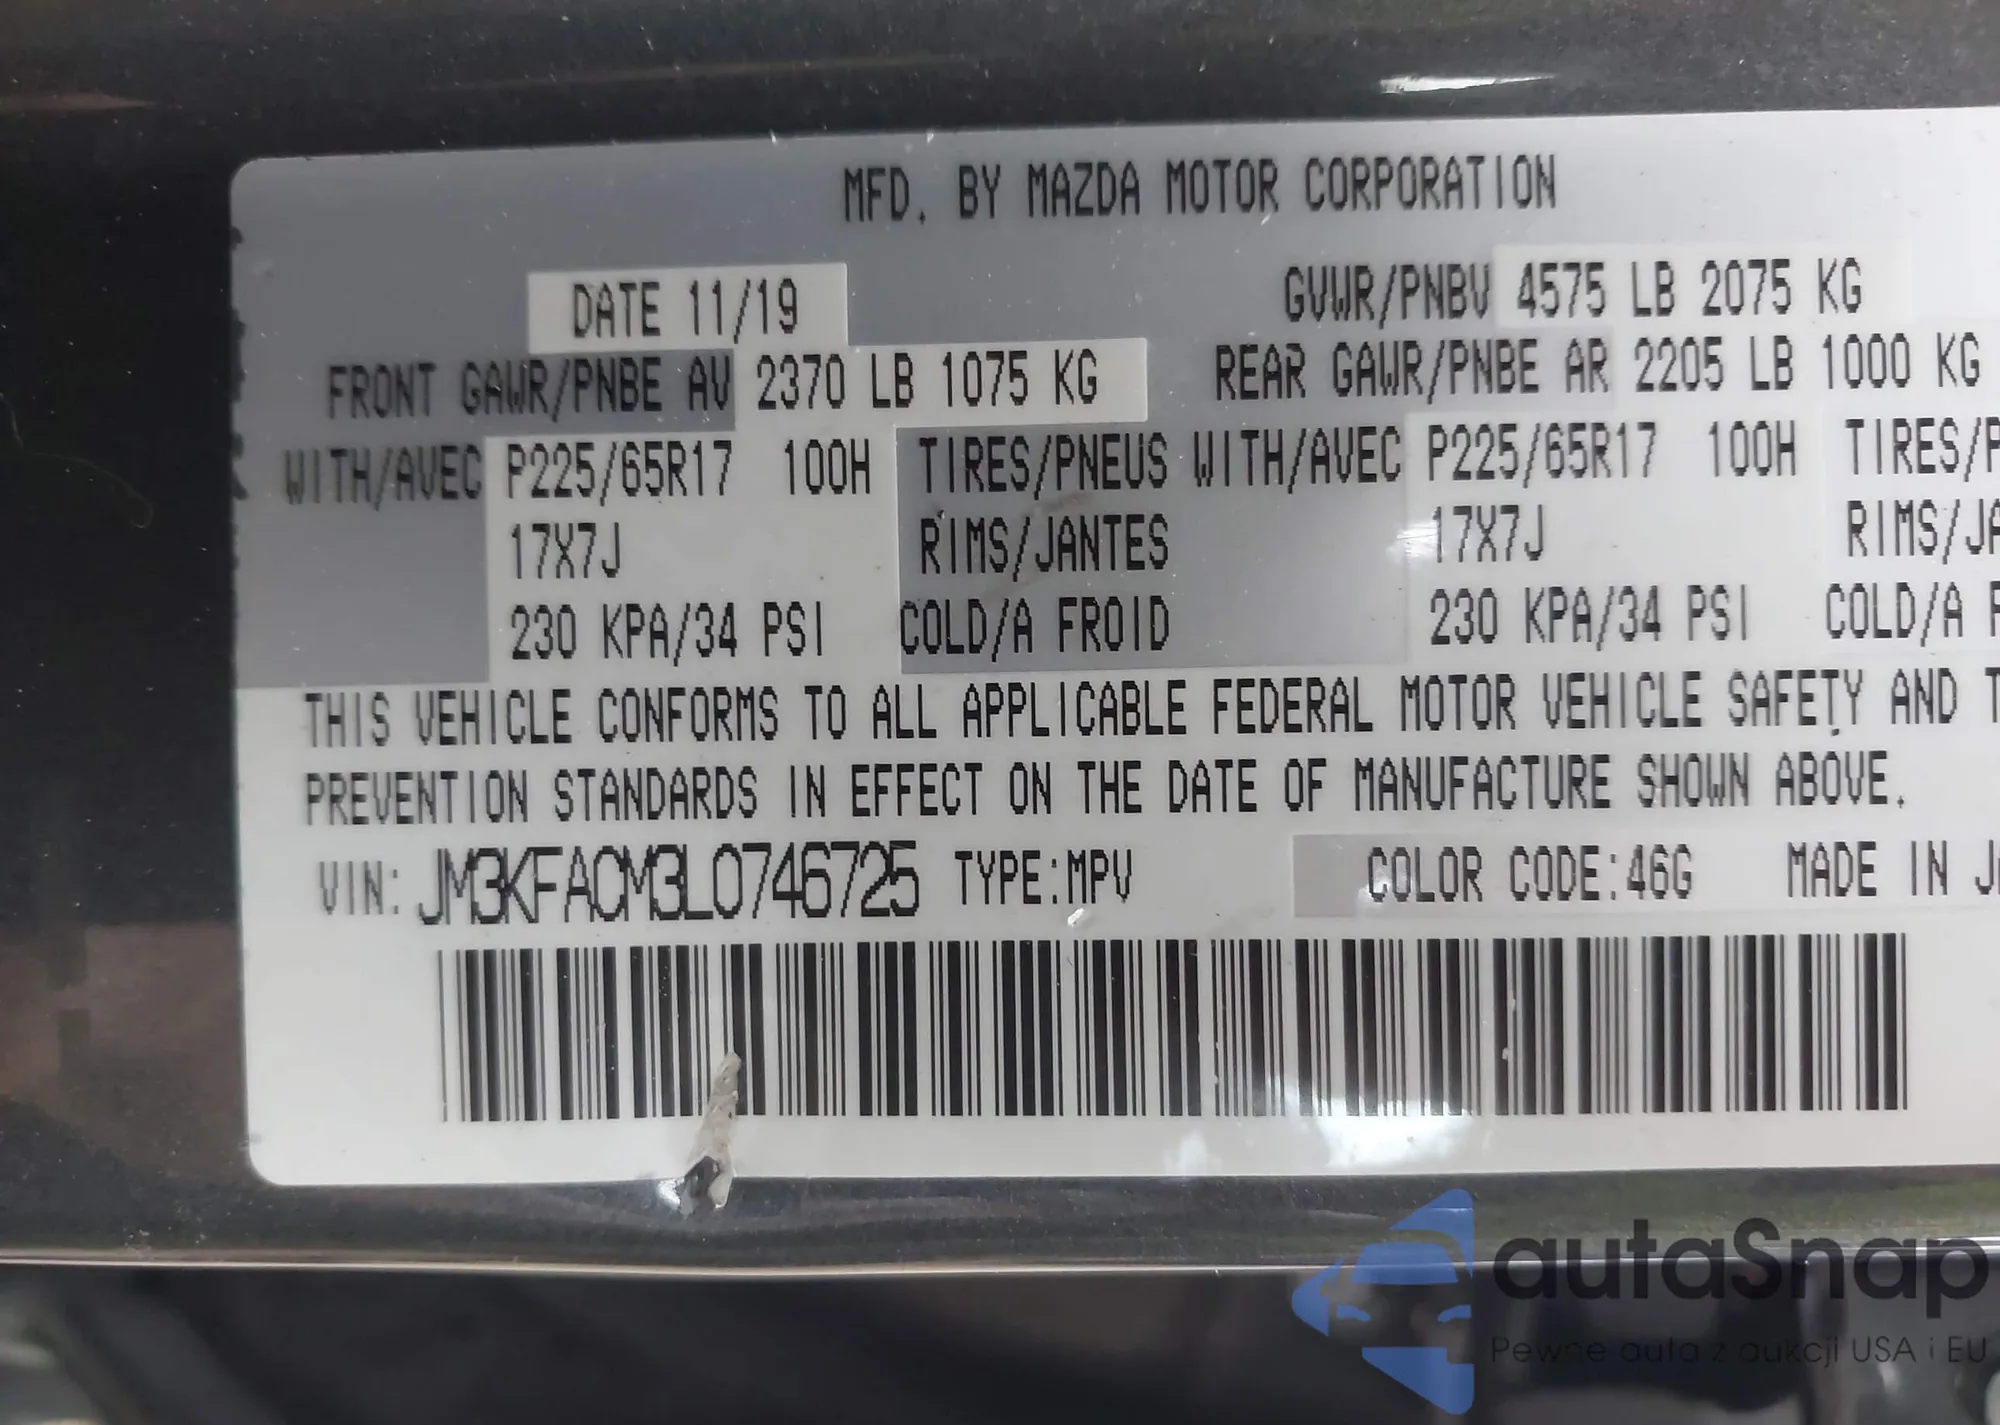 MFD. BY MAZDA MOTOR CORPORATION
DATE 11/19 GVWR/PNBV 4575 LB 2075 KG
FRONT GAWR/PNBE AV 2370 LB 1075 KG REAR GAWR/PNBE AR 2205 LB 1000 KG
WITH/AVEC P225/65R17 100H TIRES/PNEUS WITH/AVEC P225/65R17 100H TIRES/P
17X7J RIMS/JANTES 17X7J RIMS/JA
230 KPA/34 PSI COLD/A FROID 230 KPA/34 PSI COLD/A F
THIS VEHICLE CONFORMS TO ALL APPLICABLE FEDERAL MOTOR VEHICLE SAFETY AND T
PREVENTION STANDARDS IN EFFECT ON THE DATE OF MANUFACTURE SHOWN ABOVE.
VIN: JM3KFACM3L0746725 TYPE:MPV COLOR CODE:46G MADE IN
autaSnap
Pewne auta z aukcji USA i EU